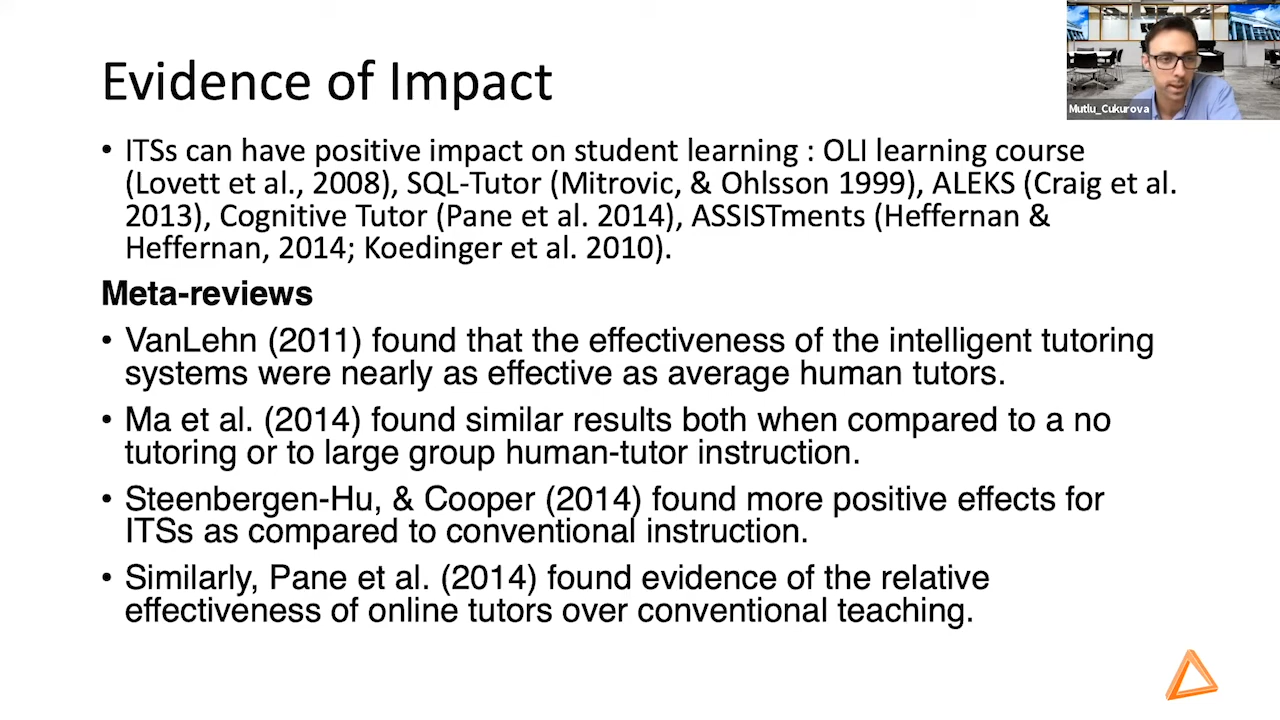 Evidence of Impact
Mutlu_Cukurova
• ITSs can have positive impact on student learning : OLI learning course
(Lovett et al., 2008), SQL-Tutor (Mitrovic, & Ohlsson 1999), ALEKS (Craig et al.
2013), Cognitive Tutor (Pane et al. 2014), ASSISTments (Heffernan &
Heffernan, 2014; Koedinger et al. 2010).
Meta-reviews
• VanLehn (2011) found that the effectiveness of the intelligent tutoring
systems were nearly as effective as average human tutors.
• Ma et al. (2014) found similar results both when compared to a no
tutoring or to large group human-tutor instruction.
• Steenbergen-Hu, & Cooper (2014) found more positive effects for
ITSs as compared to conventional instruction.
• Similarly, Pane et al. (2014) found evidence of the relative
effectiveness of online tutors over conventional teaching.